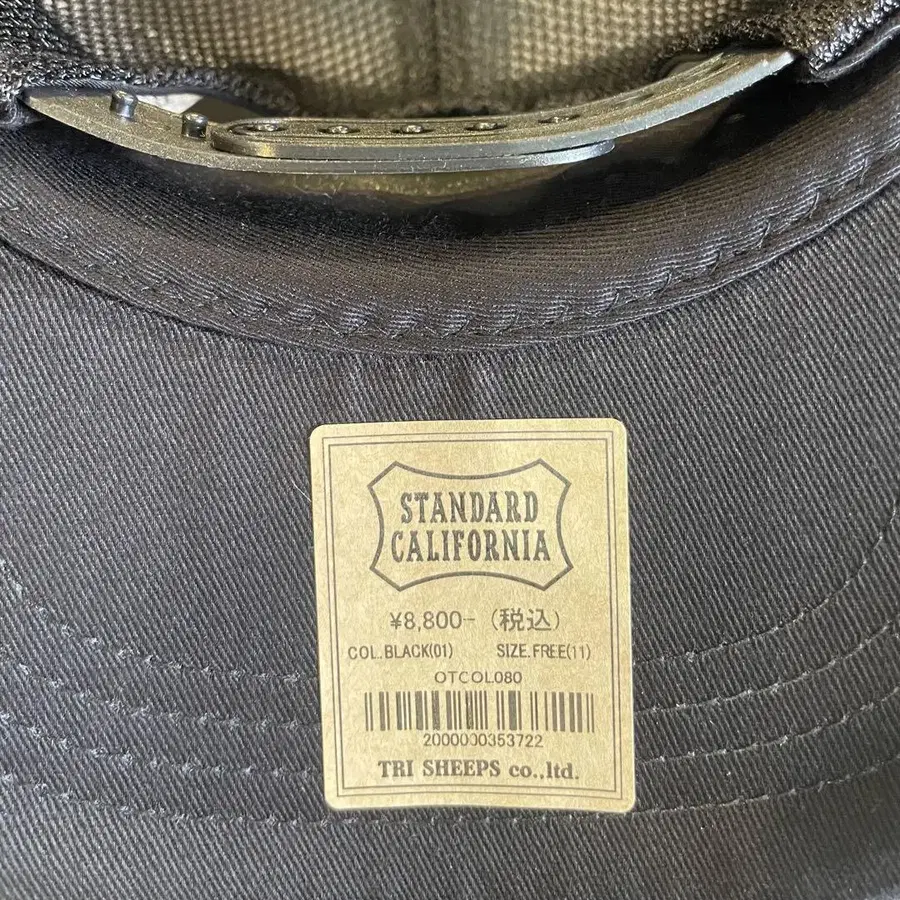 STANDARD
CALIFORNIA
¥8,800- (税込)
COL.BLACK(01) SIZE.FREE(11)
OTCOL080
2000000353722
TRI SHEEPS co.,ltd.